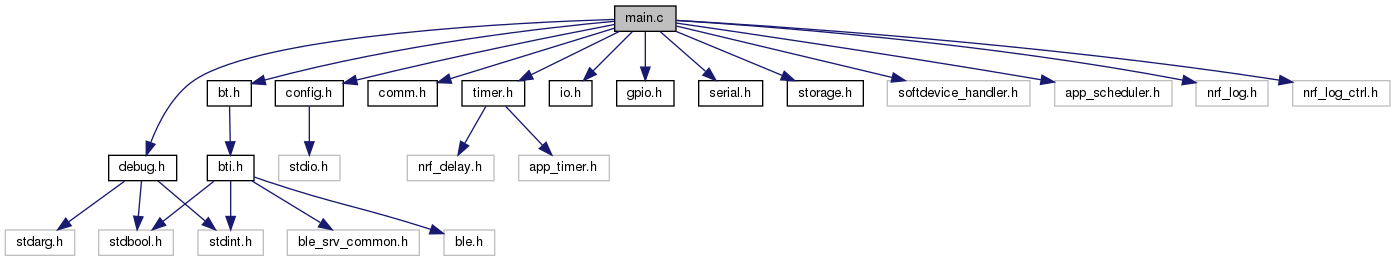 main.c
bt.h
config.h
comm.h
timer.h
io.h
gpio.h
serial.h
storage.h
softdevice_handler.h
app_scheduler.h
nrf_log.h
nrf_log_ctrl.h
debug.h
bti.h
stdio.h
nrf_delay.h
app_timer.h
stdarg.h
stdbool.h
stdint.h
ble_srv_common.h
ble.h